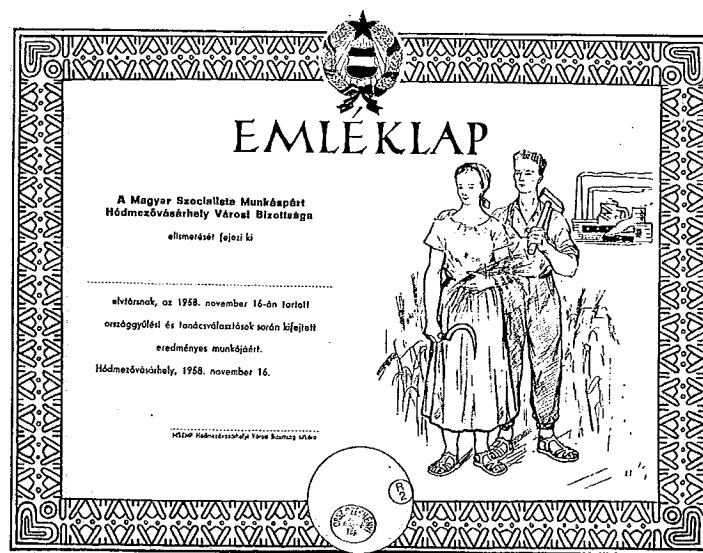 EMLÉKLAP
A Magyar Szocialista Munkáspárt
Hódmezővásárhely Városi Bizottsága
elismerését fejezi ki
elvtársnak, az 1958. november 16-án tartott
országgyűlési és tanácsválasztások során kifejtett
eredményes munkájáért.
Hódmezővásárhely, 1958. november 16.
MSZMP Hódmezővásárhelyi Városi Bizottság titkára
R
2